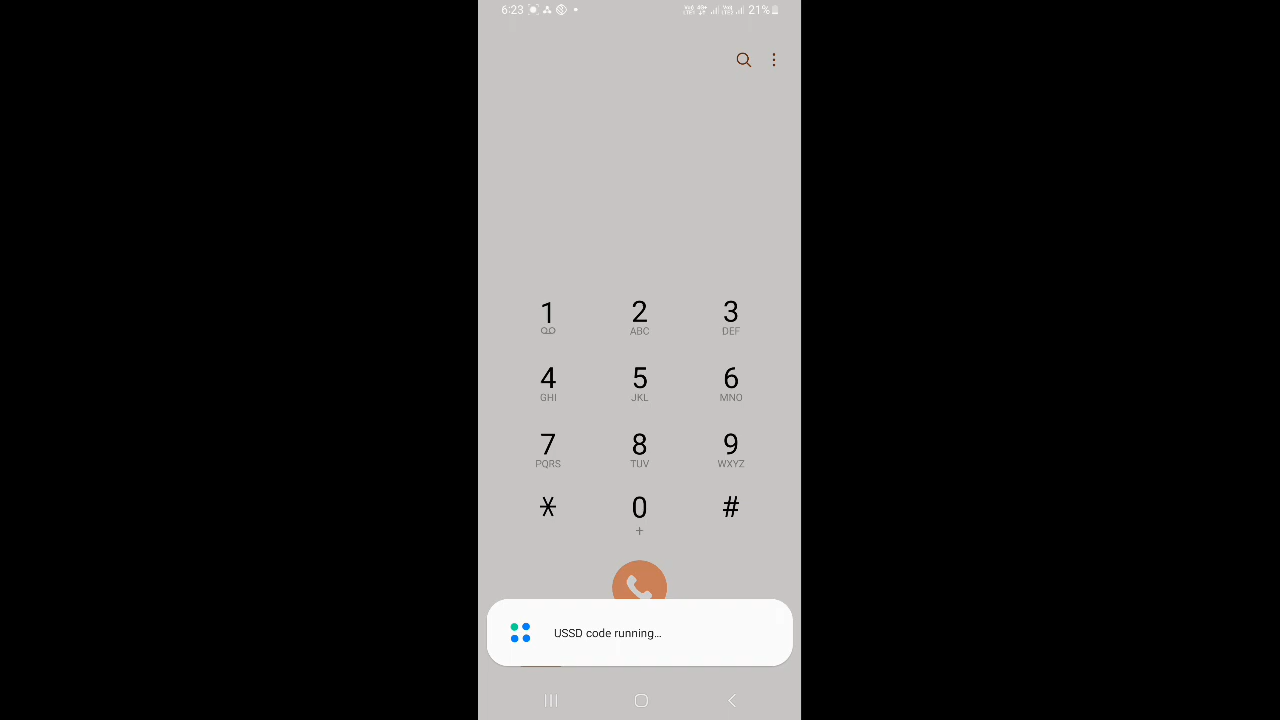 6:23
21%
1 2 3
ABC DEF
4 5 6
GHI JKL MNO
7 8 9
PQRS TUV WXYZ
* 0 #
+
USSD code running...